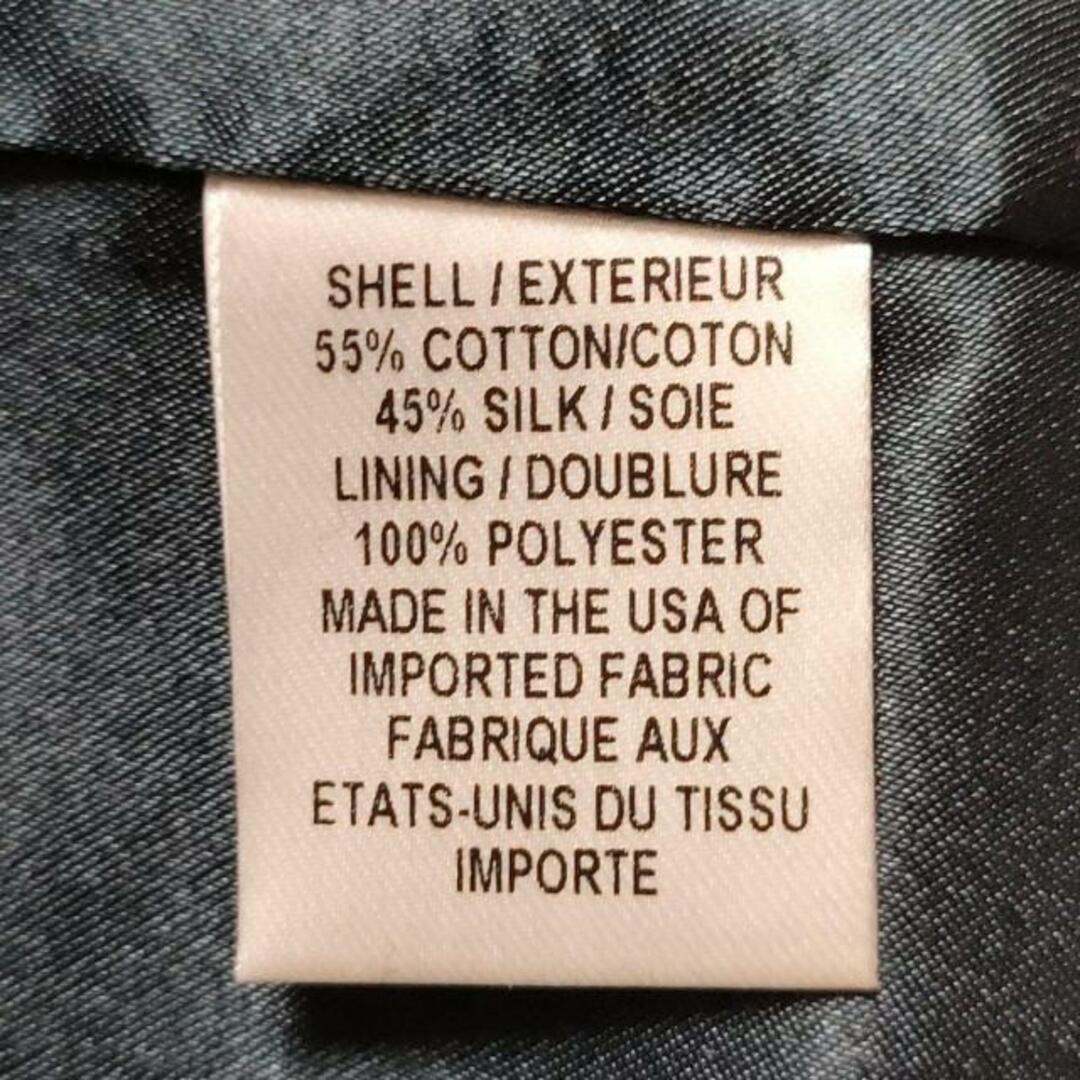 SHELL / EXTERIEUR
55% COTTON/COTON
45% SILK / SOIE
LINING / DOUBLURE
100% POLYESTER
MADE IN THE USA OF
IMPORTED FABRIC
FABRIQUE AUX
ETATS-UNIS DU TISSU
IMPORTE